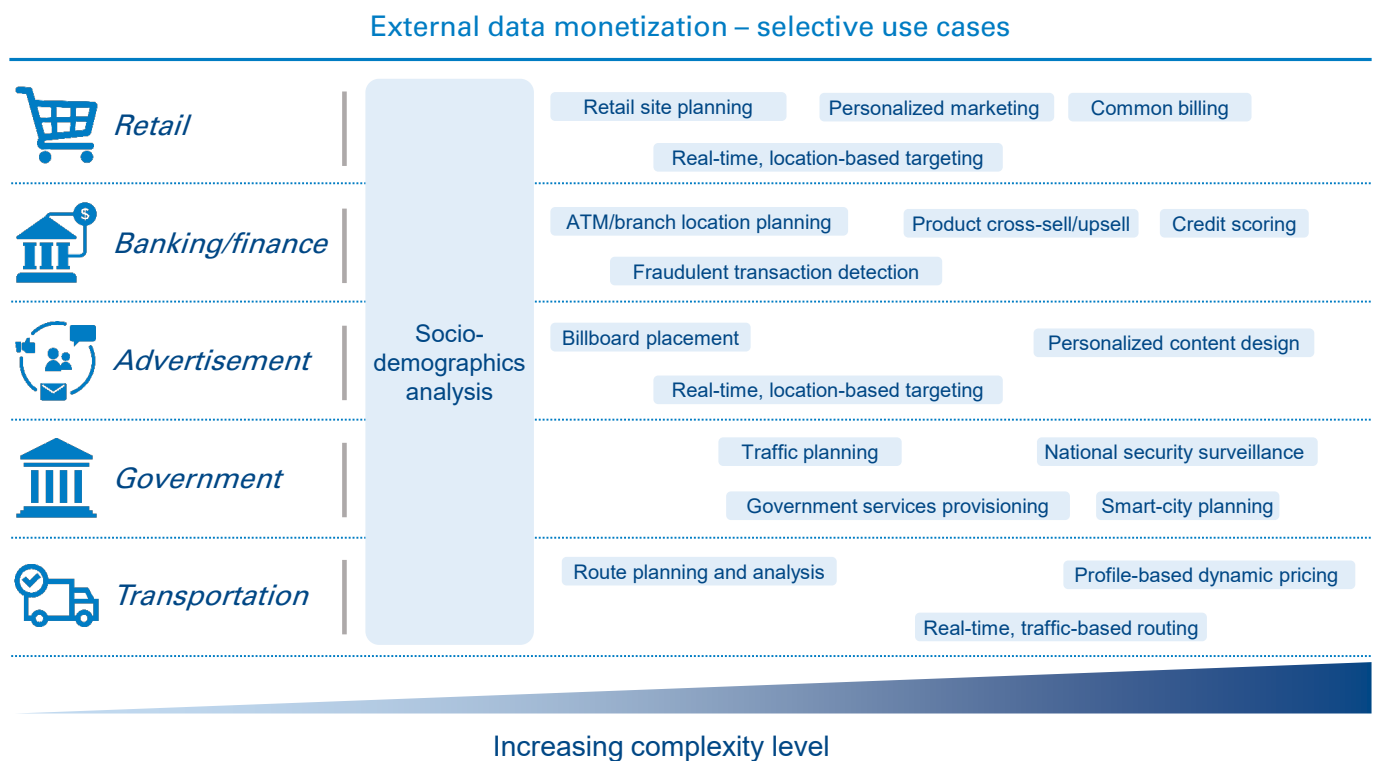 External data monetization – selective use cases
Retail
Retail site planning
Personalized marketing
Common billing
Real-time, location-based targeting
Banking/finance
$
ATM/branch location planning
Product cross-sell/upsell
Credit scoring
Fraudulent transaction detection
Socio-
demographics
analysis
Advertisement
Billboard placement
Personalized content design
Real-time, location-based targeting
Government
Traffic planning
National security surveillance
Government services provisioning
Smart-city planning
Transportation
Route planning and analysis
Profile-based dynamic pricing
Real-time, traffic-based routing
Increasing complexity level